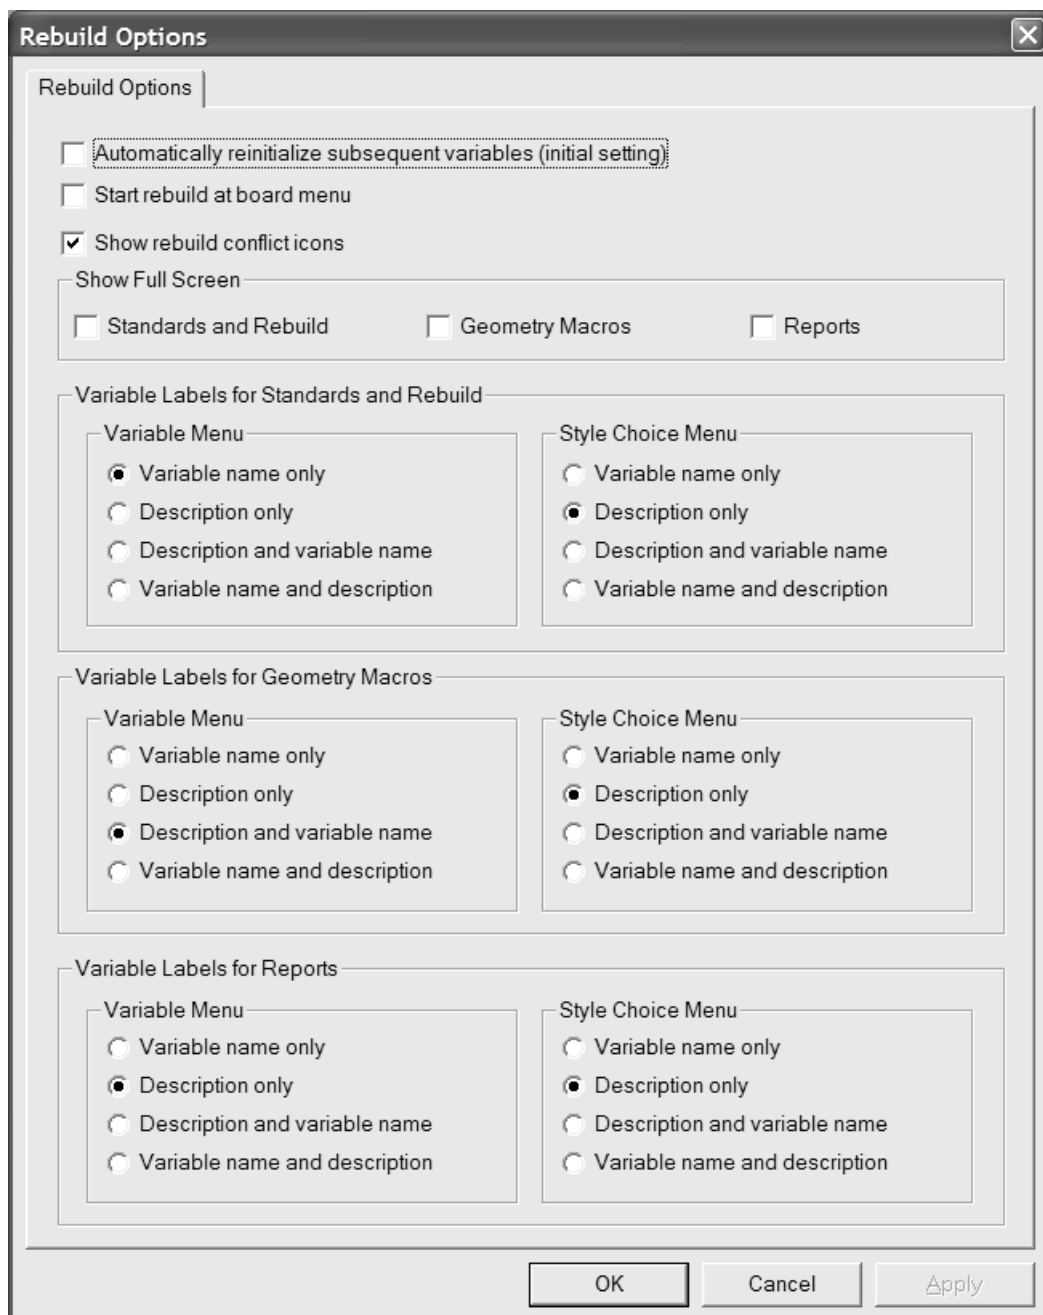 Rebuild Options
Rebuild Options
Automatically reinitialize subsequent variables (initial setting)
Start rebuild at board menu
Show rebuild conflict icons
Show Full Screen
Standards and Rebuild Geometry Macros Reports
Variable Labels for Standards and Rebuild
Variable Menu Style Choice Menu
Variable name only Variable name only
Description only Description only
Description and variable name Description and variable name
Variable name and description Variable name and description
Variable Labels for Geometry Macros
Variable Menu Style Choice Menu
Variable name only Variable name only
Description only Description only
Description and variable name Description and variable name
Variable name and description Variable name and description
Variable Labels for Reports
Variable Menu Style Choice Menu
Variable name only Variable name only
Description only Description only
Description and variable name Description and variable name
Variable name and description Variable name and description
OK Cancel Apply